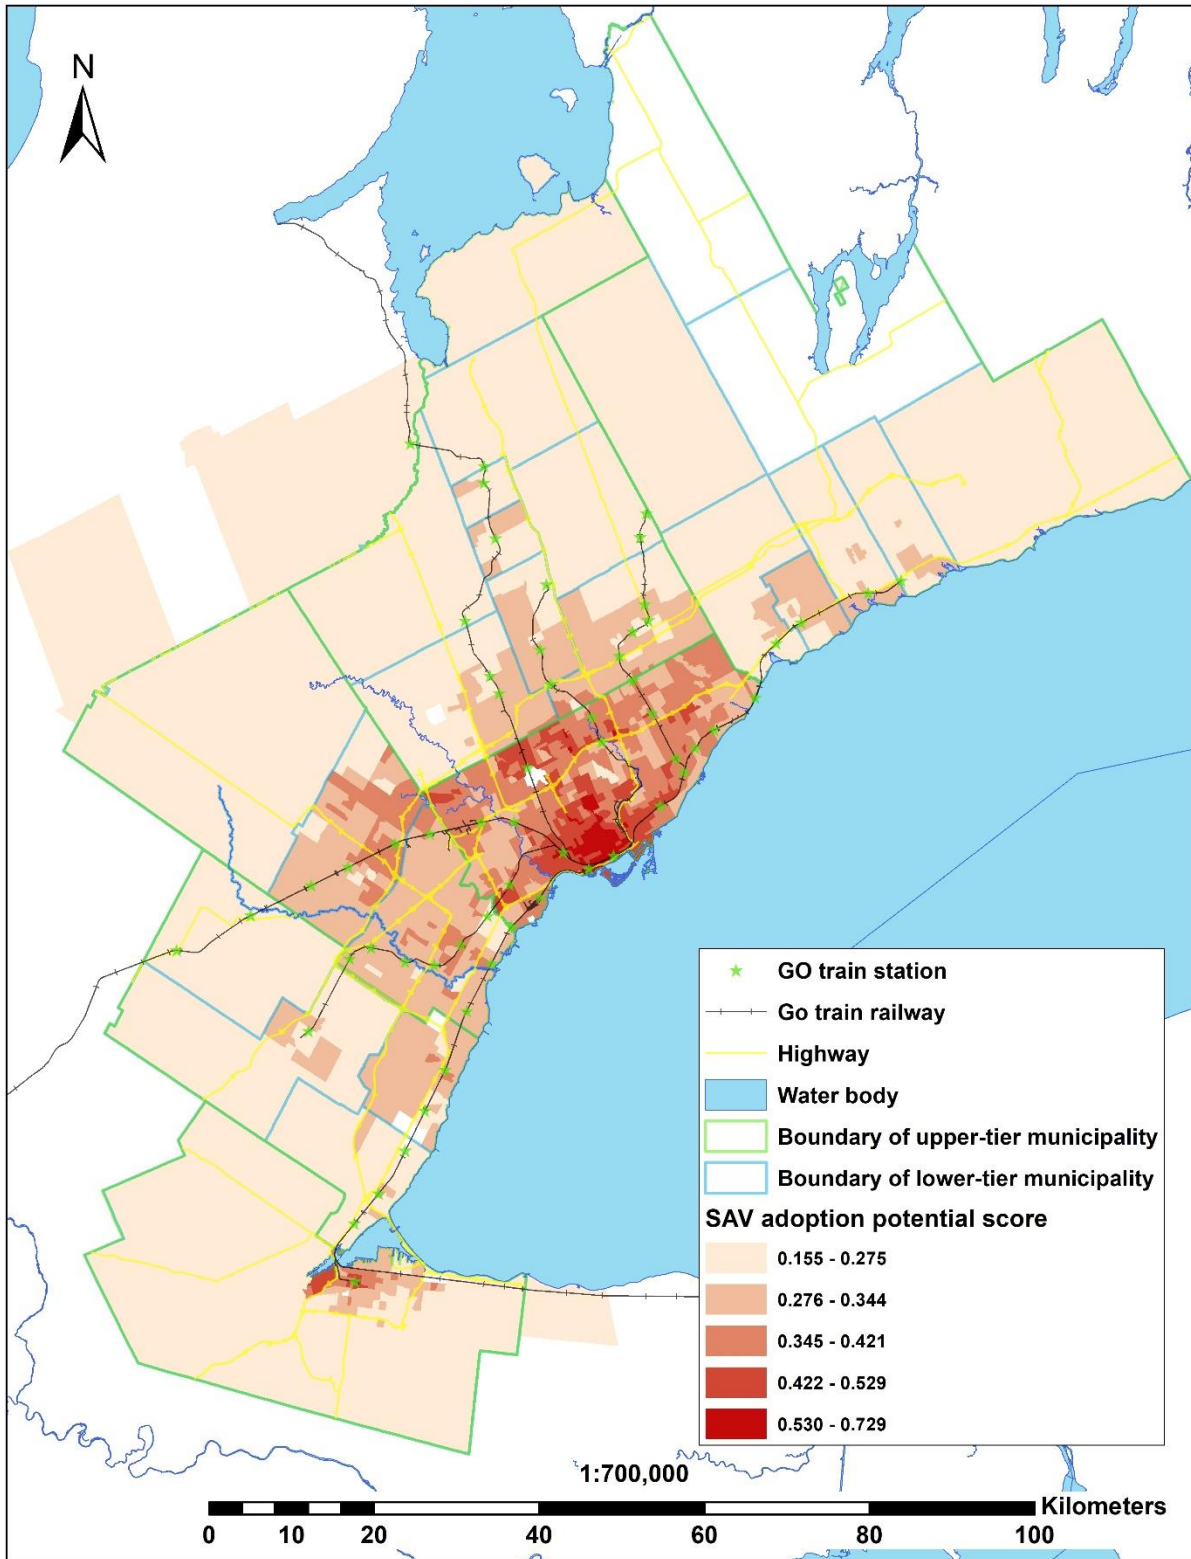 N
GO train station
Go train railway
Highway
Water body
Boundary of upper-tier municipality
Boundary of lower-tier municipality
SAV adoption potential score
0.155 - 0.275
0.276 - 0.344
0.345 - 0.421
0.422 - 0.529
0.530 - 0.729
1:700,000
Kilometers
0 10 20 40 60 80 100